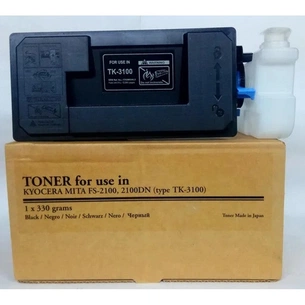 FOR USE IN
TK-3100
TONER for use in
KYOCERA MITA FS-2100, 2100DN (type TK-3100)
1 x 330 grams
Black / Negro / Noir / Schwarz / Nero / Черный
Toner Made in Japan